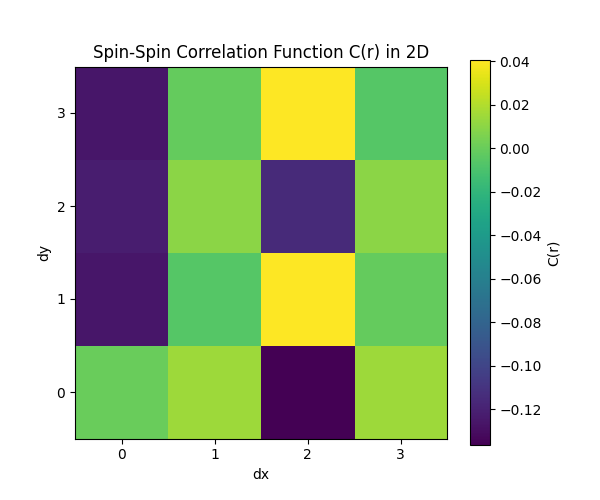 Spin-Spin Correlation Function C(r) in 2D
3
2
1
0
dy
0 1 2 3
dx
0.04
0.02
0.00
−0.02
−0.04
−0.06
−0.08
−0.10
−0.12
C(r)